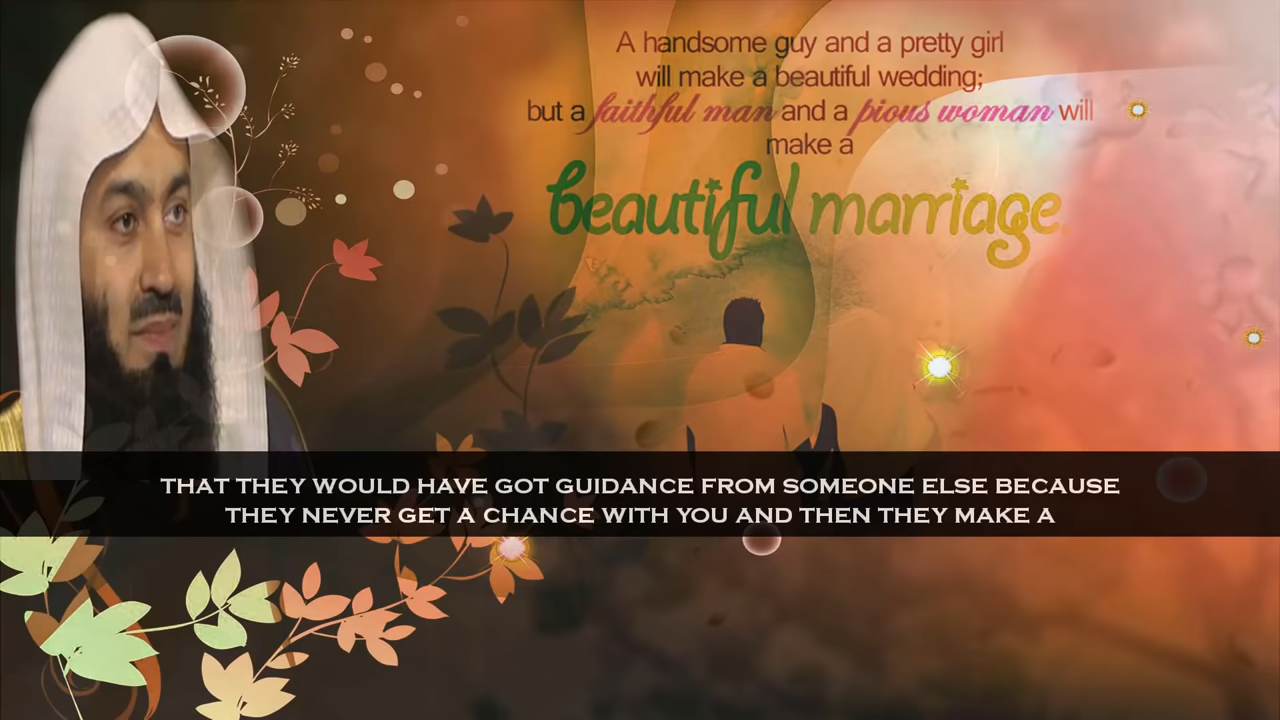 A handsome guy and a pretty girl
will make a beautiful wedding;
but a faithful man and a pious woman will
make a
beautiful marriage.
THAT THEY WOULD HAVE GOT GUIDANCE FROM SOMEONE ELSE BECAUSE
THEY NEVER GET A CHANCE WITH YOU AND THEN THEY MAKE A